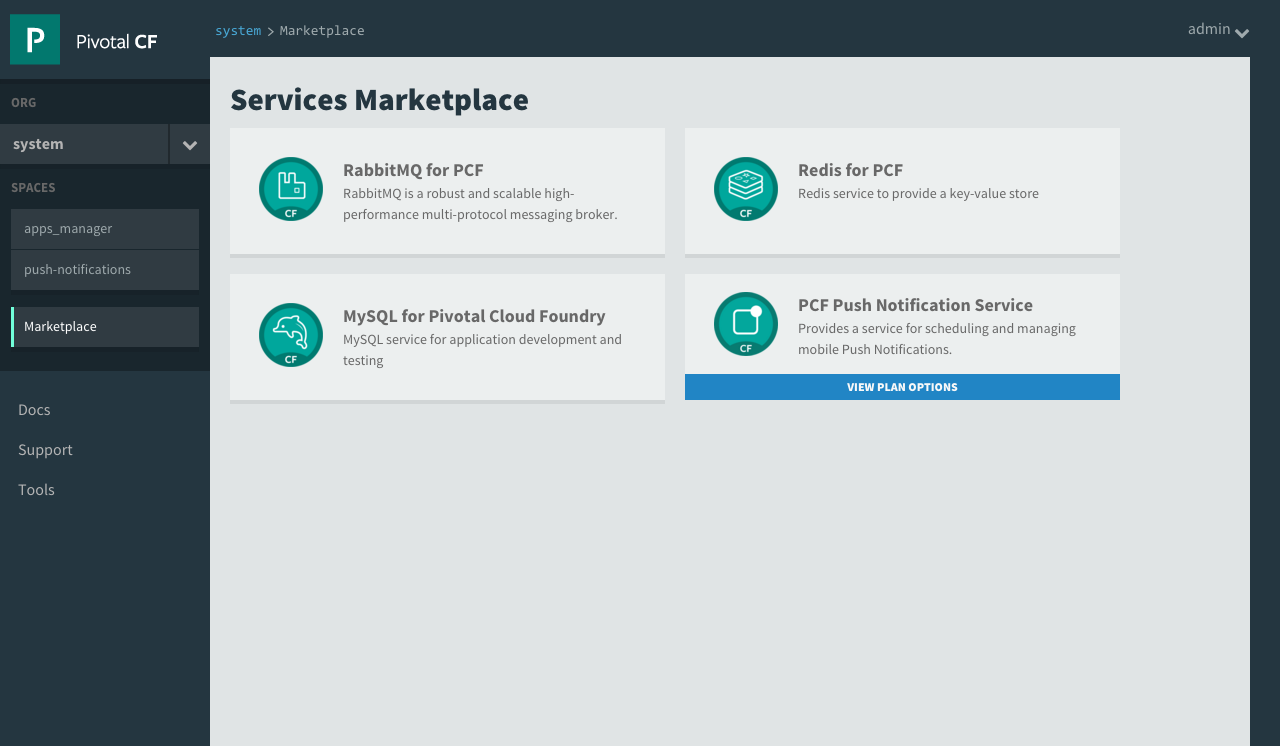 P Pivotal CF
system > Marketplace
admin
ORG
system
SPACES
apps_manager
push-notifications
Marketplace
Docs
Support
Tools
Services Marketplace
CF
RabbitMQ for PCF
RabbitMQ is a robust and scalable high-
performance multi-protocol messaging broker.
CF
Redis for PCF
Redis service to provide a key-value store
CF
MySQL for Pivotal Cloud Foundry
MySQL service for application development and
testing
CF
PCF Push Notification Service
Provides a service for scheduling and managing
mobile Push Notifications.
VIEW PLAN OPTIONS